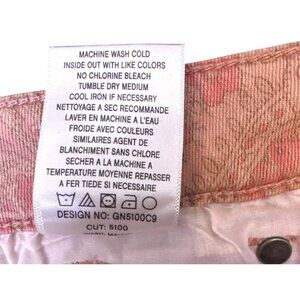 MACHINE WASH COLD
INSIDE OUT WITH LIKE COLORS
NO CHLORINE BLEACH
TUMBLE DRY MEDIUM
COOL IRON IF NECESSARY
NETTOYAGE A SEC RECOMMANDE
LAVER EN MACHINE A L'EAU
FROIDE AVEC COULEURS
SIMILAIRES AGENT DE
BLANCHIMENT SANS CHLORE
SECHER A LA MACHINE A
TEMPERATURE MOYENNE REPASSER
A FER TIEDE SI NECESSAIRE
DESIGN NO: GN5100C9
CUT: 5100